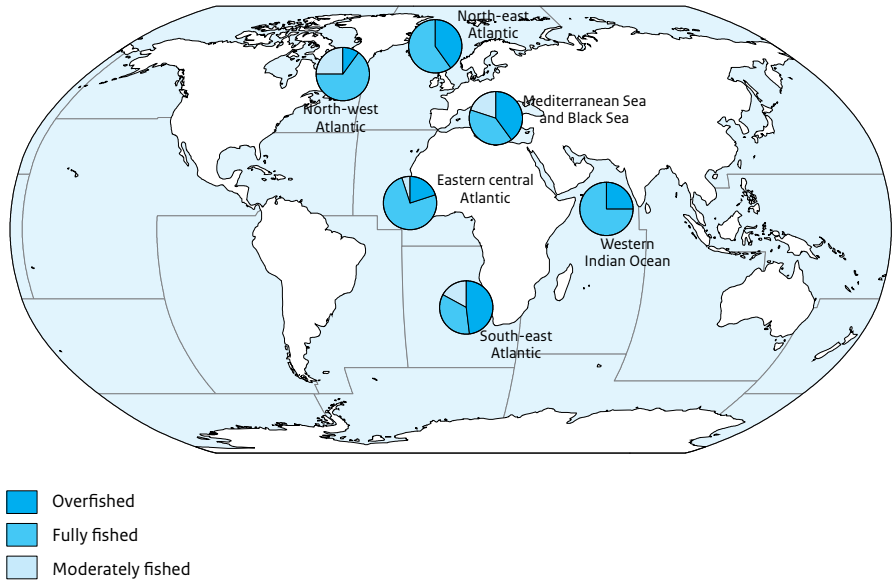 North-east
Atlantic
North-west
Atlantic
Mediterranean Sea
and Black Sea
Eastern central
Atlantic
Western
Indian Ocean
South-east
Atlantic
Overfished
Fully fished
Moderately fished